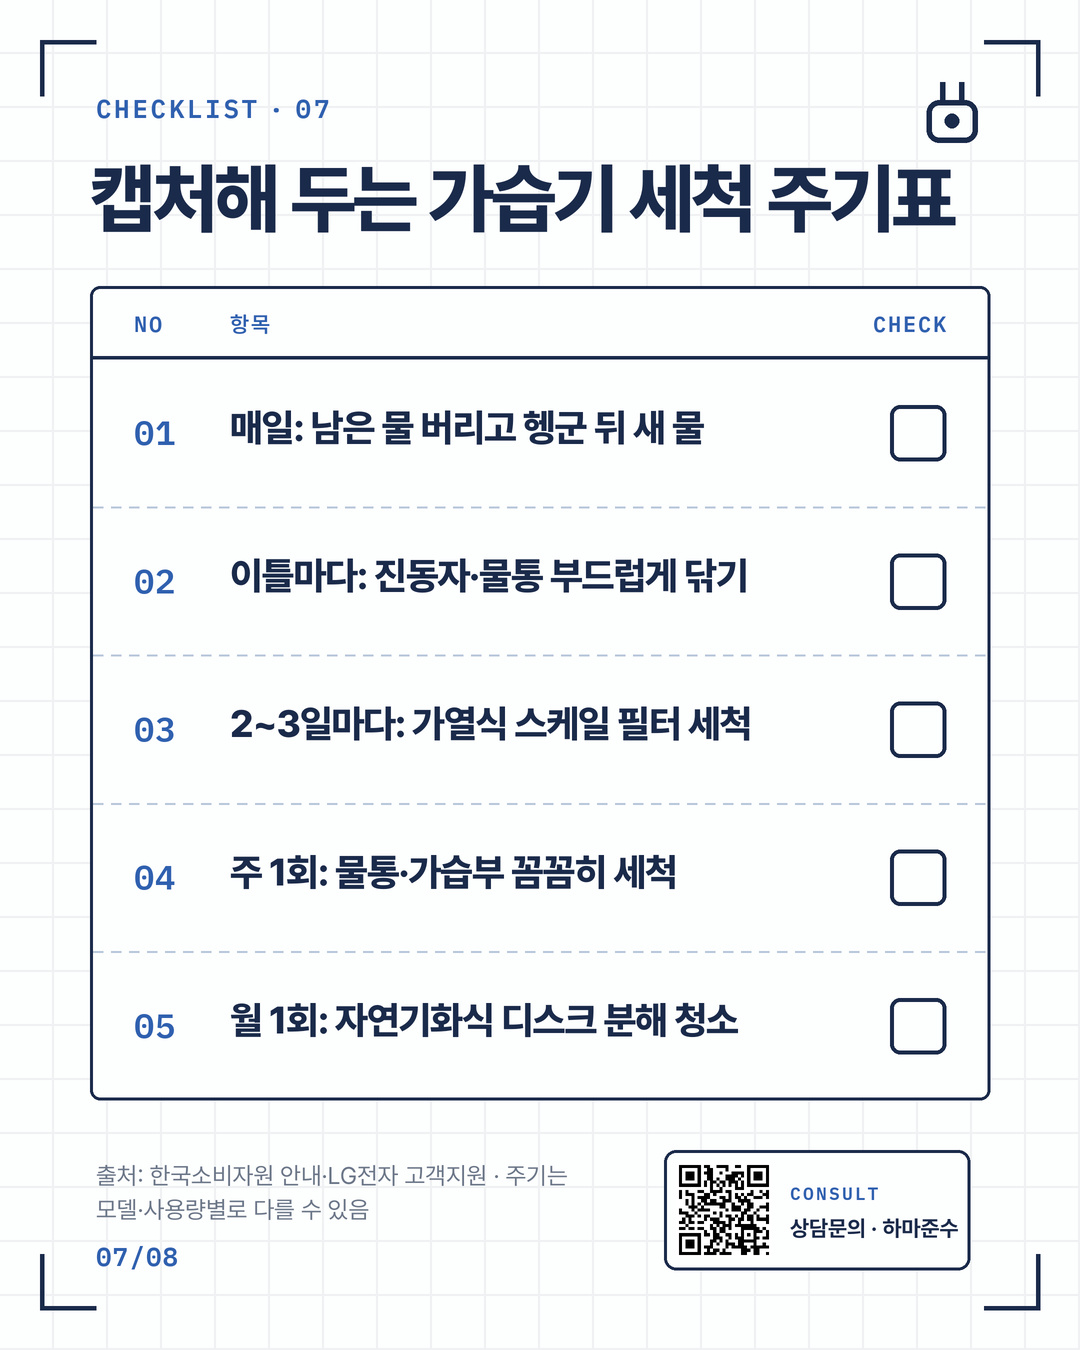 CHECKLIST · 07
캡처해 두는 가습기 세척 주기표
NO 항목 CHECK
01 매일: 남은 물 버리고 헹군 뒤 새 물
02 이틀마다: 진동자·물통 부드럽게 닦기
03 2~3일마다: 가열식 스케일 필터 세척
04 주 1회: 물통·가습부 꼼꼼히 세척
05 월 1회: 자연기화식 디스크 분해 청소
출처: 한국소비자원 안내·LG전자 고객지원 · 주기는
모델·사용량별로 다를 수 있음
07/08
CONSULT
상담문의 · 하마준수